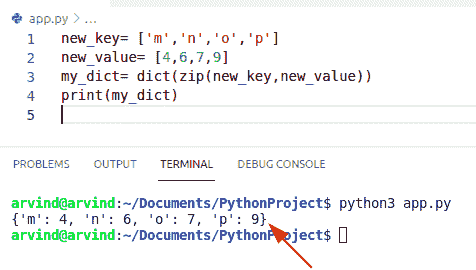 app.py > ...
1 new_key= ['m','n','o','p']
2 new_value= [4,6,7,9]
3 my_dict= dict(zip(new_key,new_value))
4 print(my_dict)
5
PROBLEMS OUTPUT TERMINAL DEBUG CONSOLE
arvind@arvind:~/Documents/PythonProject$ python3 app.py
{'m': 4, 'n': 6, 'o': 7, 'p': 9}
arvind@arvind:~/Documents/PythonProject$